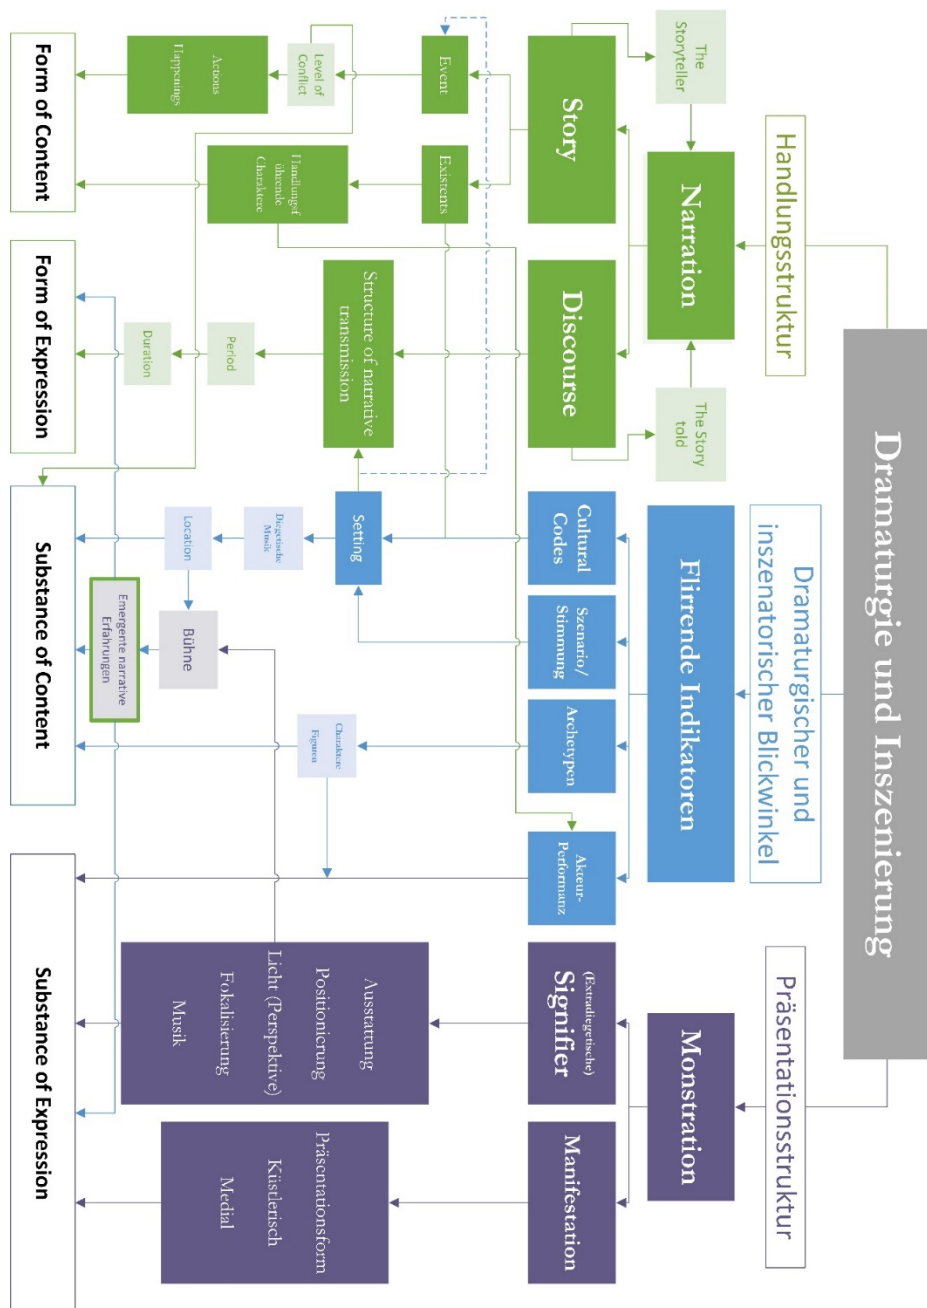 Dramaturgie und Inszenierung
Handlungsstruktur
Dramaturgischer und
inszenatorischer Blickwinkel
Präsentationsstruktur
The
Storyteller
Narration
The Story
told
Flirrende Indikatoren
Monstration
Story
Discourse
Cultural
Codes
Szenario/
Stimmung
Archetypen
Akteur-
Performanz
(Extradiegetische)
Signifier
Manifestation
Event
Existents
Structure of narrative
transmission
Setting
Level of
Conflict
Handlungsf
ührende
Charaktere
Diegetische
Musik
Charaktere
Figuren
Ausstattung
Positionierung
Licht (Perspektive)
Fokalisierung
Musik
Präsentationsform
Küstlerisch
Medial
Actions
Happenings
Period
Location
Bühne
Duration
Emergente narrative
Erfahrungen
Form of Content
Form of Expression
Substance of Content
Substance of Expression